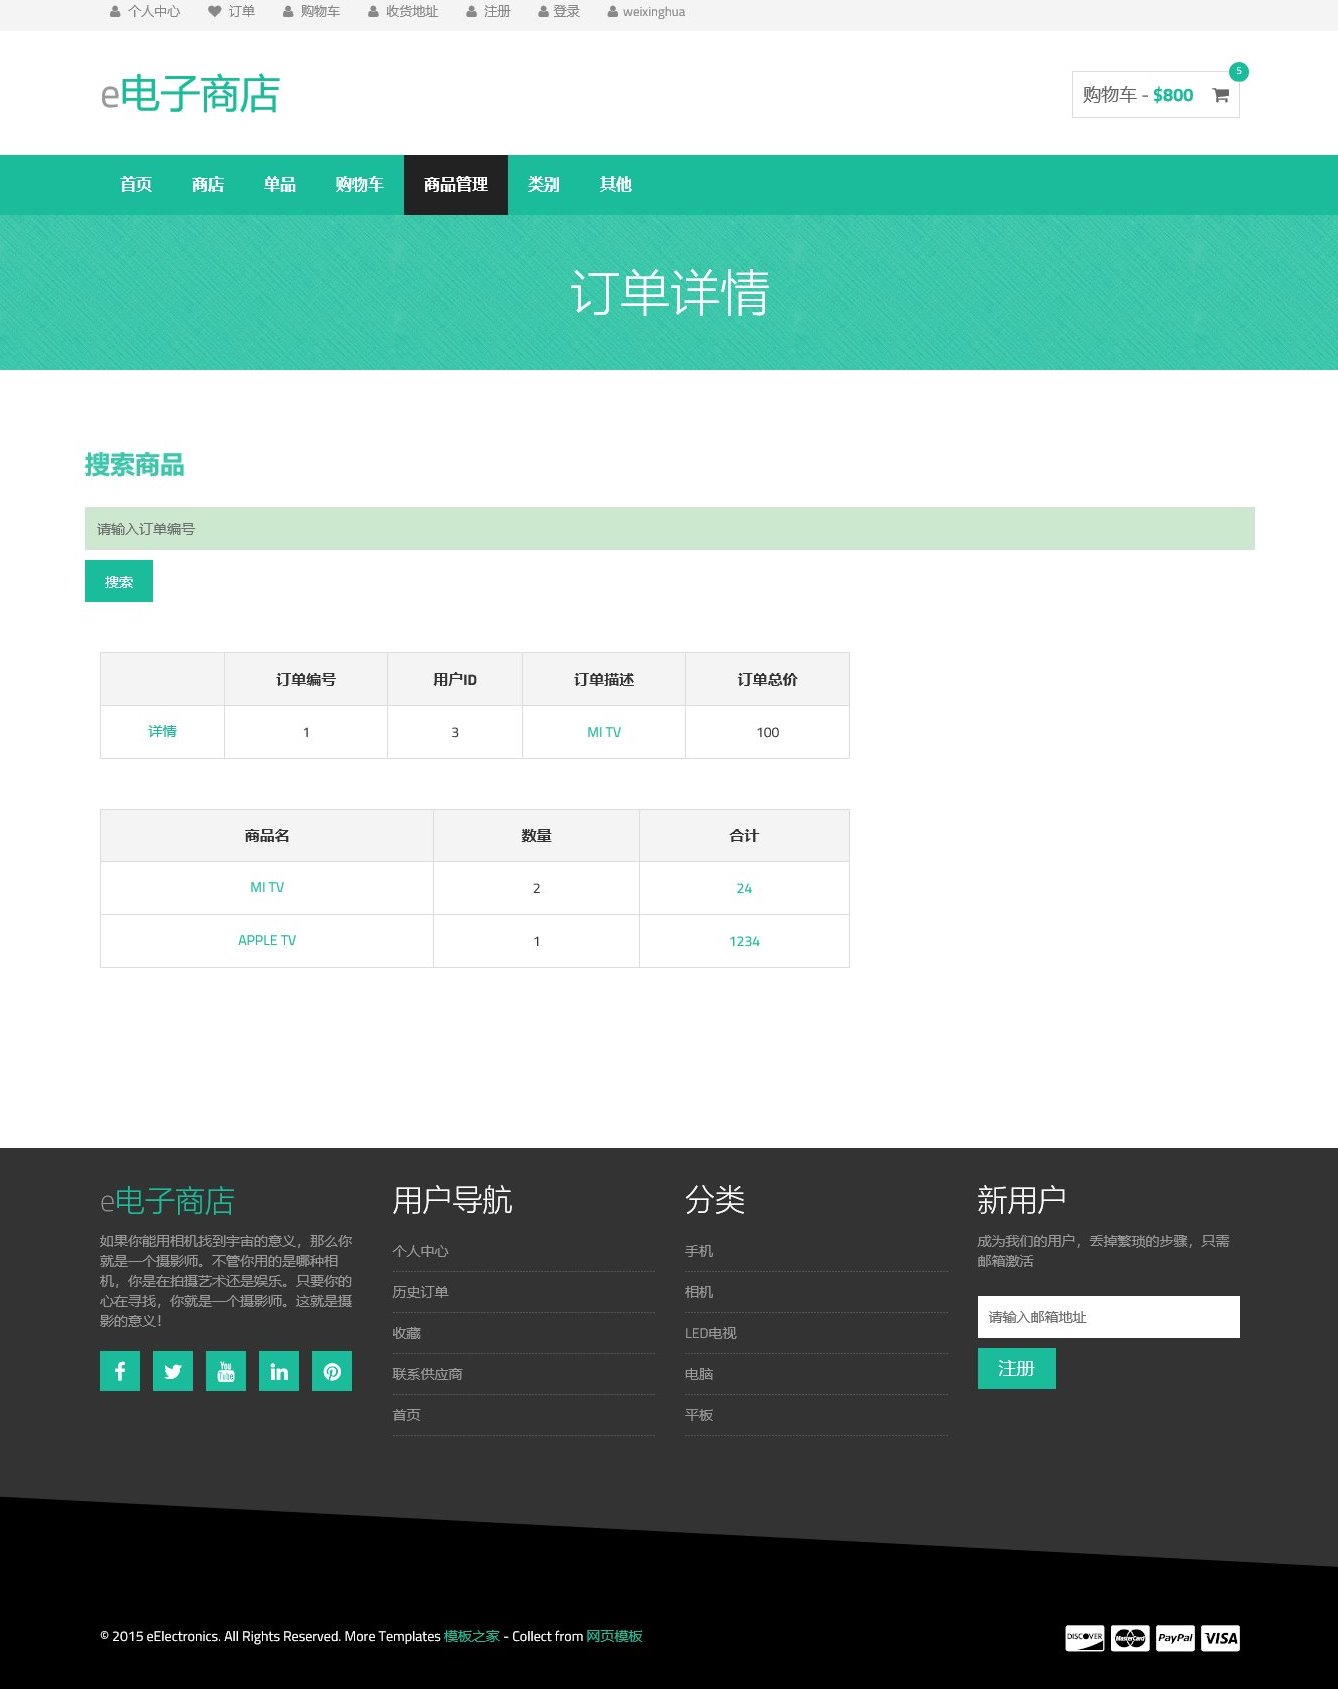 个人中心 订单 购物车 收货地址 注册 登录 weixinghua
e电子商店
购物车 - $800
5
首页 商店 单品 购物车 商品管理 类别 其他
订单详情
搜索商品
请输入订单编号
搜索
订单编号 用户ID 订单描述 订单总价
详情 1 3 MI TV 100
商品名 数量 合计
MI TV 2 24
APPLE TV 1 1234
e电子商店
如果你能用相机找到宇宙的意义，那么你
就是一个摄影师。不管你用的是哪种相
机，你是在拍摄艺术还是娱乐。只要你的
心在寻找，你就是一个摄影师。这就是摄
影的意义！
You
Tube
用户导航
个人中心
历史订单
收藏
联系供应商
首页
分类
手机
相机
LED电视
电脑
平板
新用户
成为我们的用户，丢掉繁琐的步骤，只需
邮箱激活
请输入邮箱地址
注册
© 2015 eElectronics. All Rights Reserved. More Templates 模板之家 - Collect from 网页模板
DISCOVER MasterCard PayPal VISA